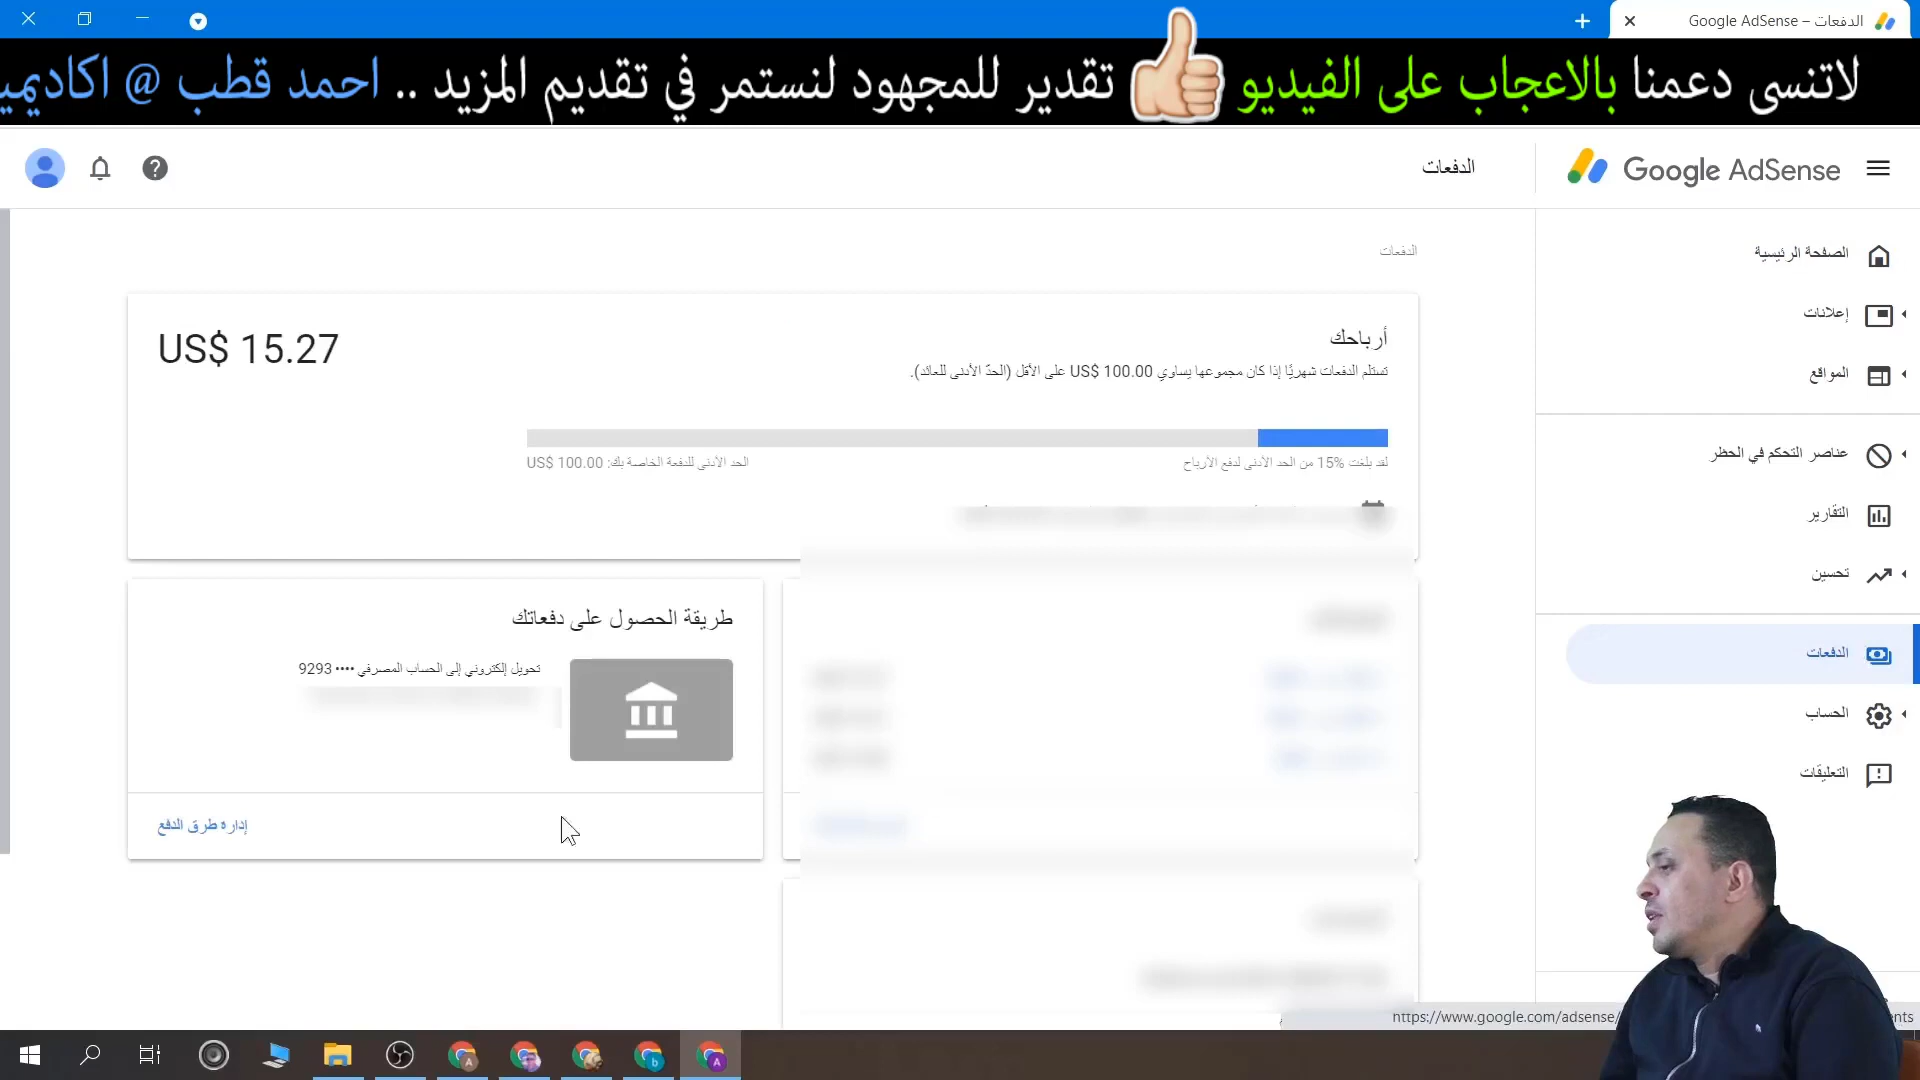 الدفعات – Google AdSense
لاتنسى دعمنا بالاعجاب على الفيديو تقدير للمجهود لنستمر في تقديم المزيد .. احمد قطب @
Google AdSense
الدفعات
الصفحة الرئيسية
إعلانات
المواقع
عناصر التحكم في الحظر
التقارير
تحسين
الدفعات
الحساب
التعليقات
الدفعات
أرباحك
US$ 15.27
تستلم الدفعات شهريًا إذا كان مجموعها يساوي US$ 100.00 على الأقل (الحدّ الأدنى للعائد).
لقد بلغت 15% من الحد الأدنى لدفع الأرباح
الحد الأدنى للدفعة الخاصة بك: US$ 100.00
طريقة الحصول على دفعاتك
تحويل إلكتروني إلى الحساب المصرفي •••• 9293
إدارة طرق الدفع
https://www.google.com/adsense/